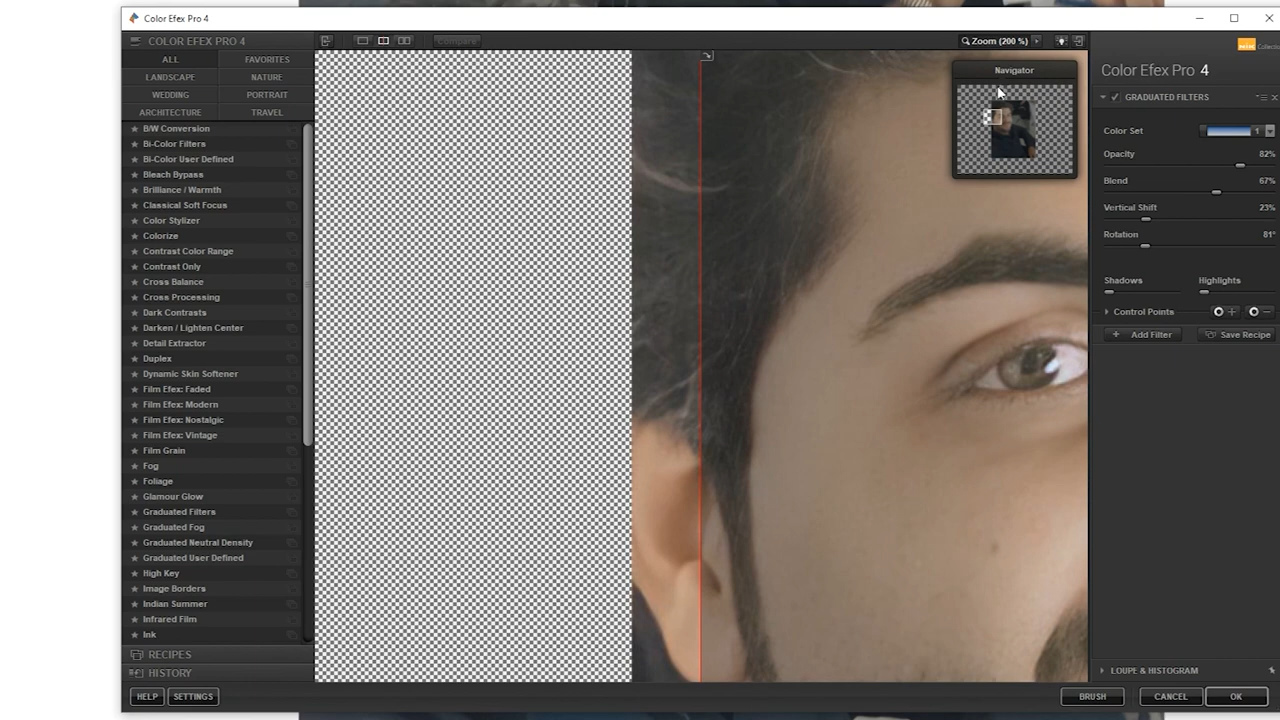 Color Efex Pro 4
COLOR EFEX PRO 4
Compare
Zoom (200 %)
ALL
FAVORITES
LANDSCAPE
NATURE
WEDDING
PORTRAIT
ARCHITECTURE
TRAVEL
B/W Conversion
Bi-Color Filters
Bi-Color User Defined
Bleach Bypass
Brilliance / Warmth
Classical Soft Focus
Color Stylizer
Colorize
Contrast Color Range
Contrast Only
Cross Balance
Cross Processing
Dark Contrasts
Darken / Lighten Center
Detail Extractor
Duplex
Dynamic Skin Softener
Film Efex: Faded
Film Efex: Modern
Film Efex: Nostalgic
Film Efex: Vintage
Film Grain
Fog
Foliage
Glamour Glow
Graduated Filters
Graduated Fog
Graduated Neutral Density
Graduated User Defined
High Key
Image Borders
Indian Summer
Infrared Film
Ink
RECIPES
HISTORY
HELP
SETTINGS
Navigator
Color Efex Pro 4
GRADUATED FILTERS
Color Set
1
Opacity
82%
Blend
67%
Vertical Shift
23%
Rotation
81°
Shadows
Highlights
Control Points
Add Filter
Save Recipe
LOUPE & HISTOGRAM
BRUSH
CANCEL
OK